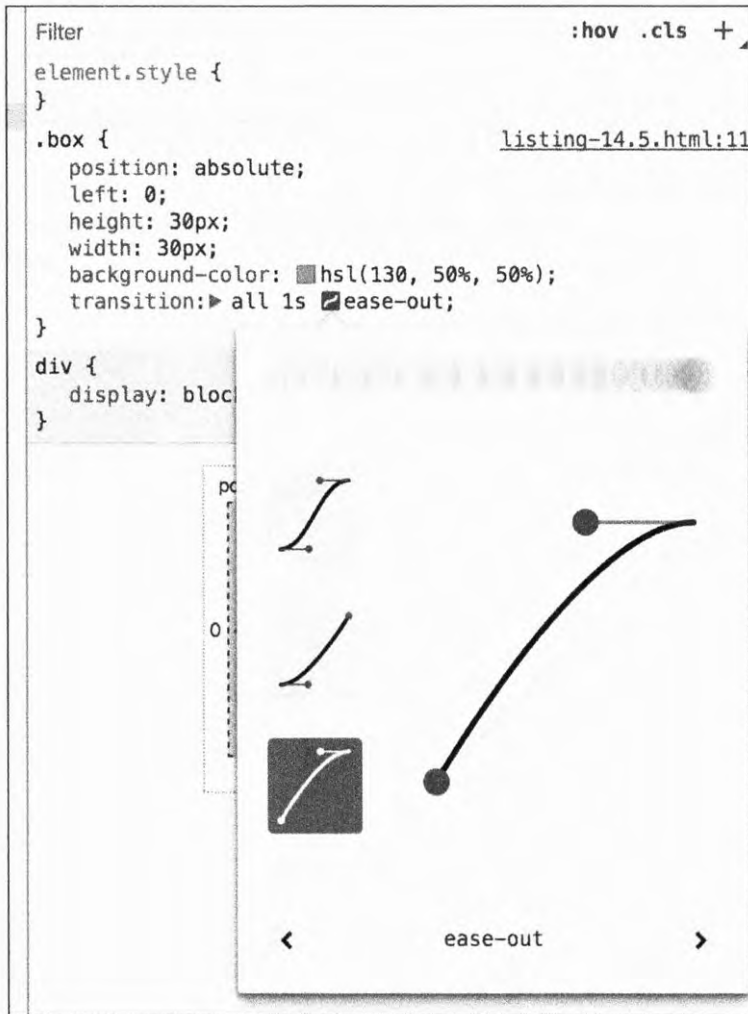 Filter :hov .cls +
element.style {
}
.box { listing-14.5.html:11
position: absolute;
left: 0;
height: 30px;
width: 30px;
background-color: hsl(130, 50%, 50%);
transition: all 1s ease-out;
}
div {
display: bloc
}
po
0
ease-out